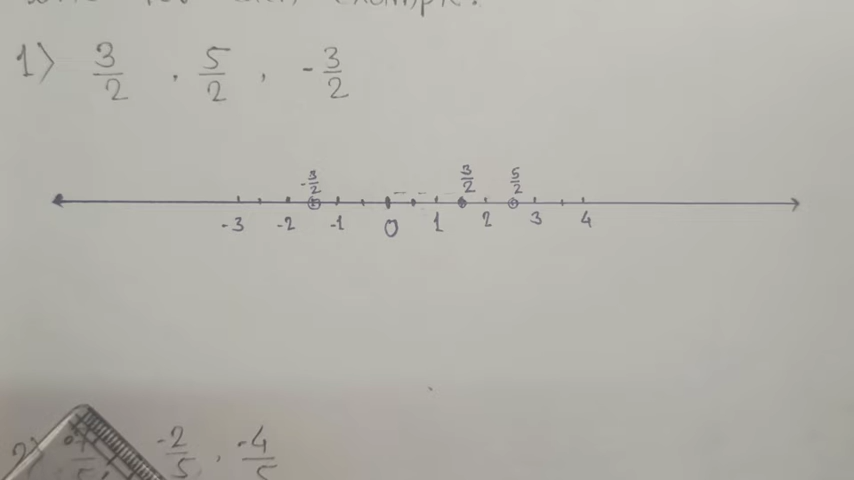 1) 3/2 , 5/2 , -3/2
-3/2 3/2 5/2
-3 -2 -1 0 1 2 3 4
-2/5 , -4/5